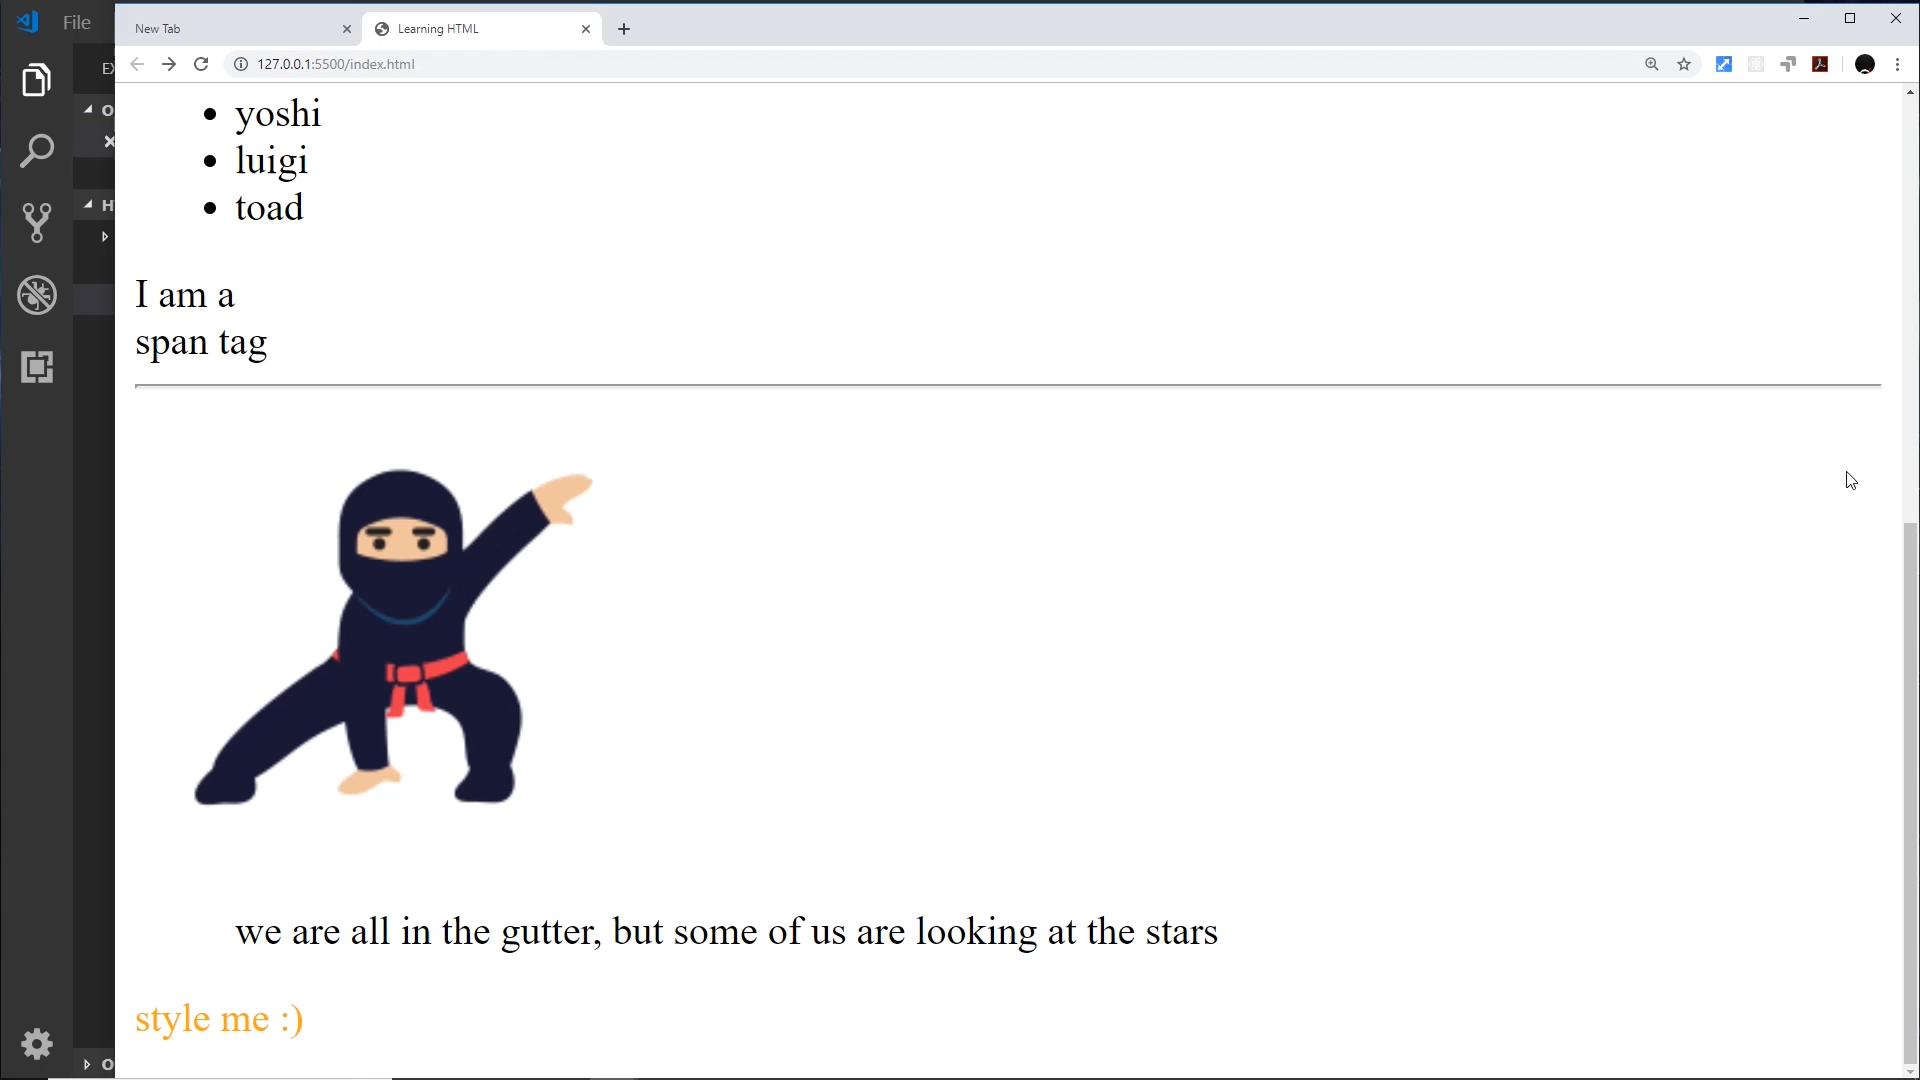 File
New Tab
Learning HTML
127.0.0.1:5500/index.html
EX
O
H
yoshi
luigi
toad
I am a
span tag
we are all in the gutter, but some of us are looking at the stars
style me :)
O